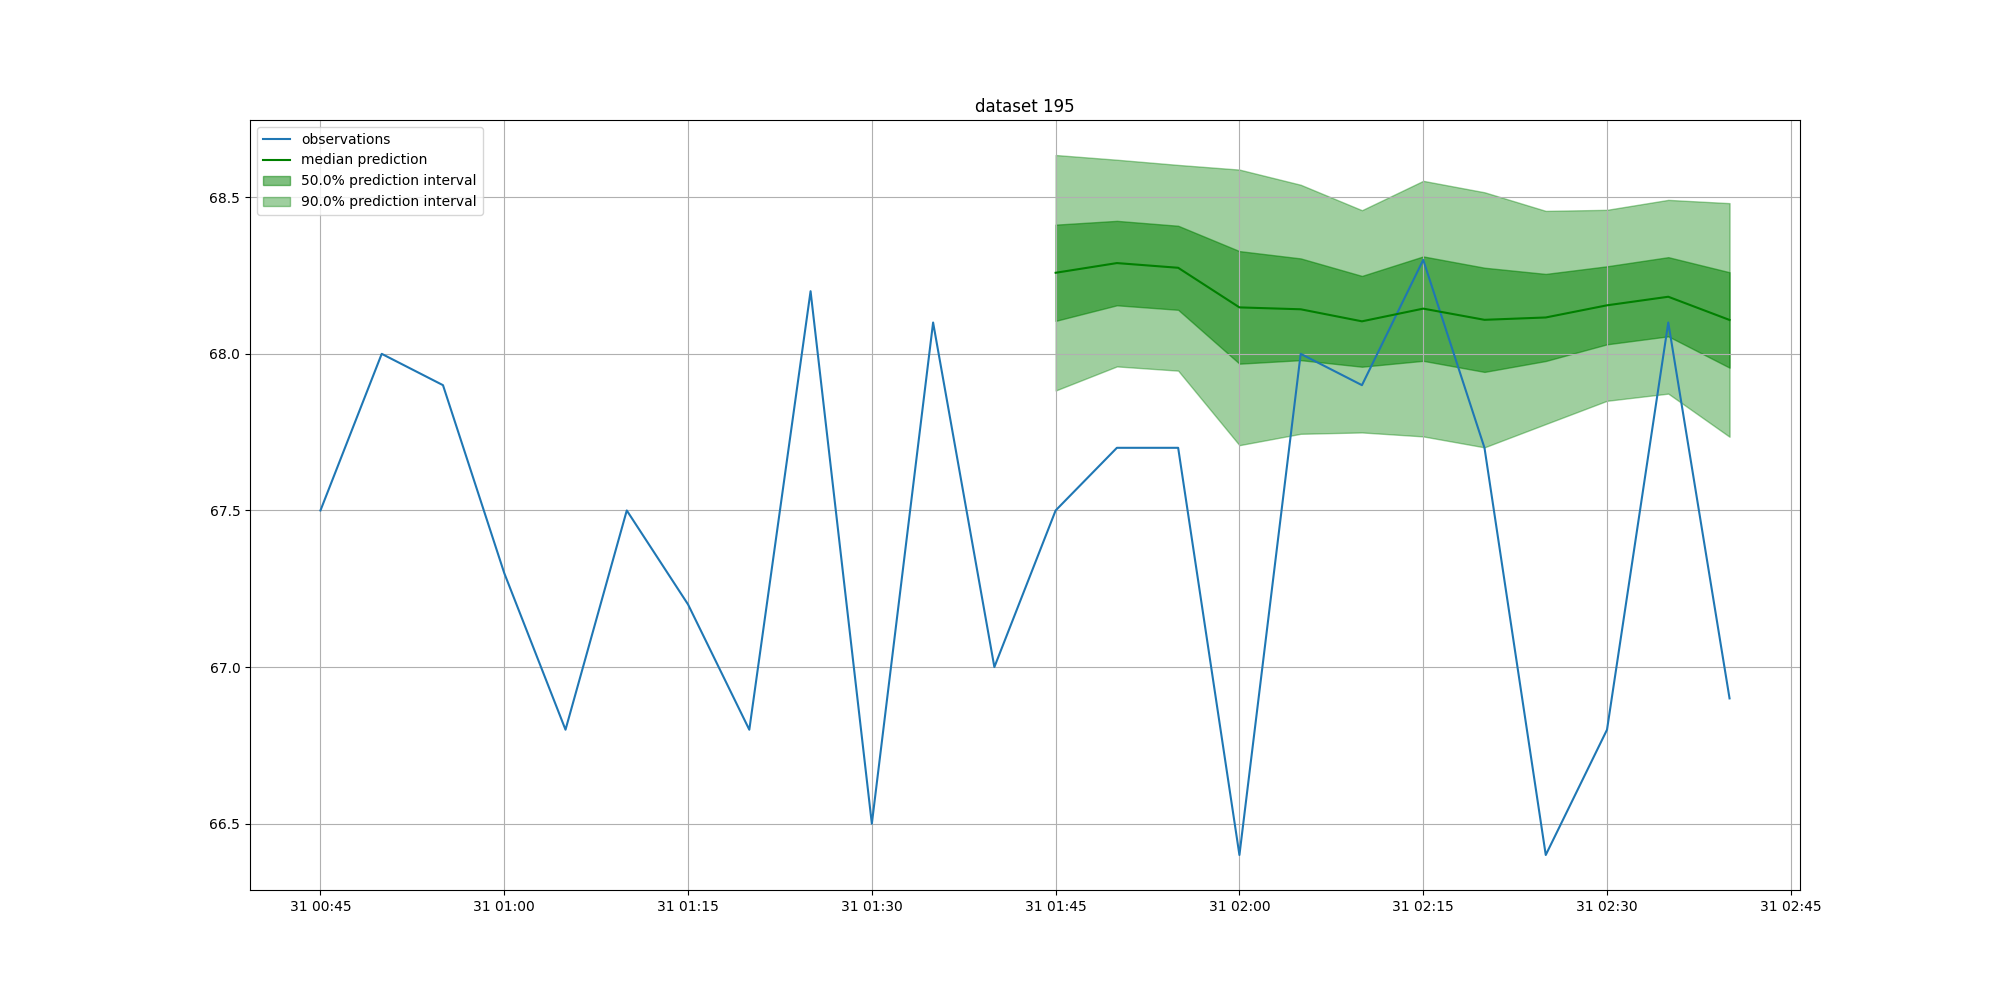 dataset 195
observations
median prediction
50.0% prediction interval
90.0% prediction interval
68.5
68.0
67.5
67.0
66.5
31 00:45 31 01:00 31 01:15 31 01:30 31 01:45 31 02:00 31 02:15 31 02:30 31 02:45